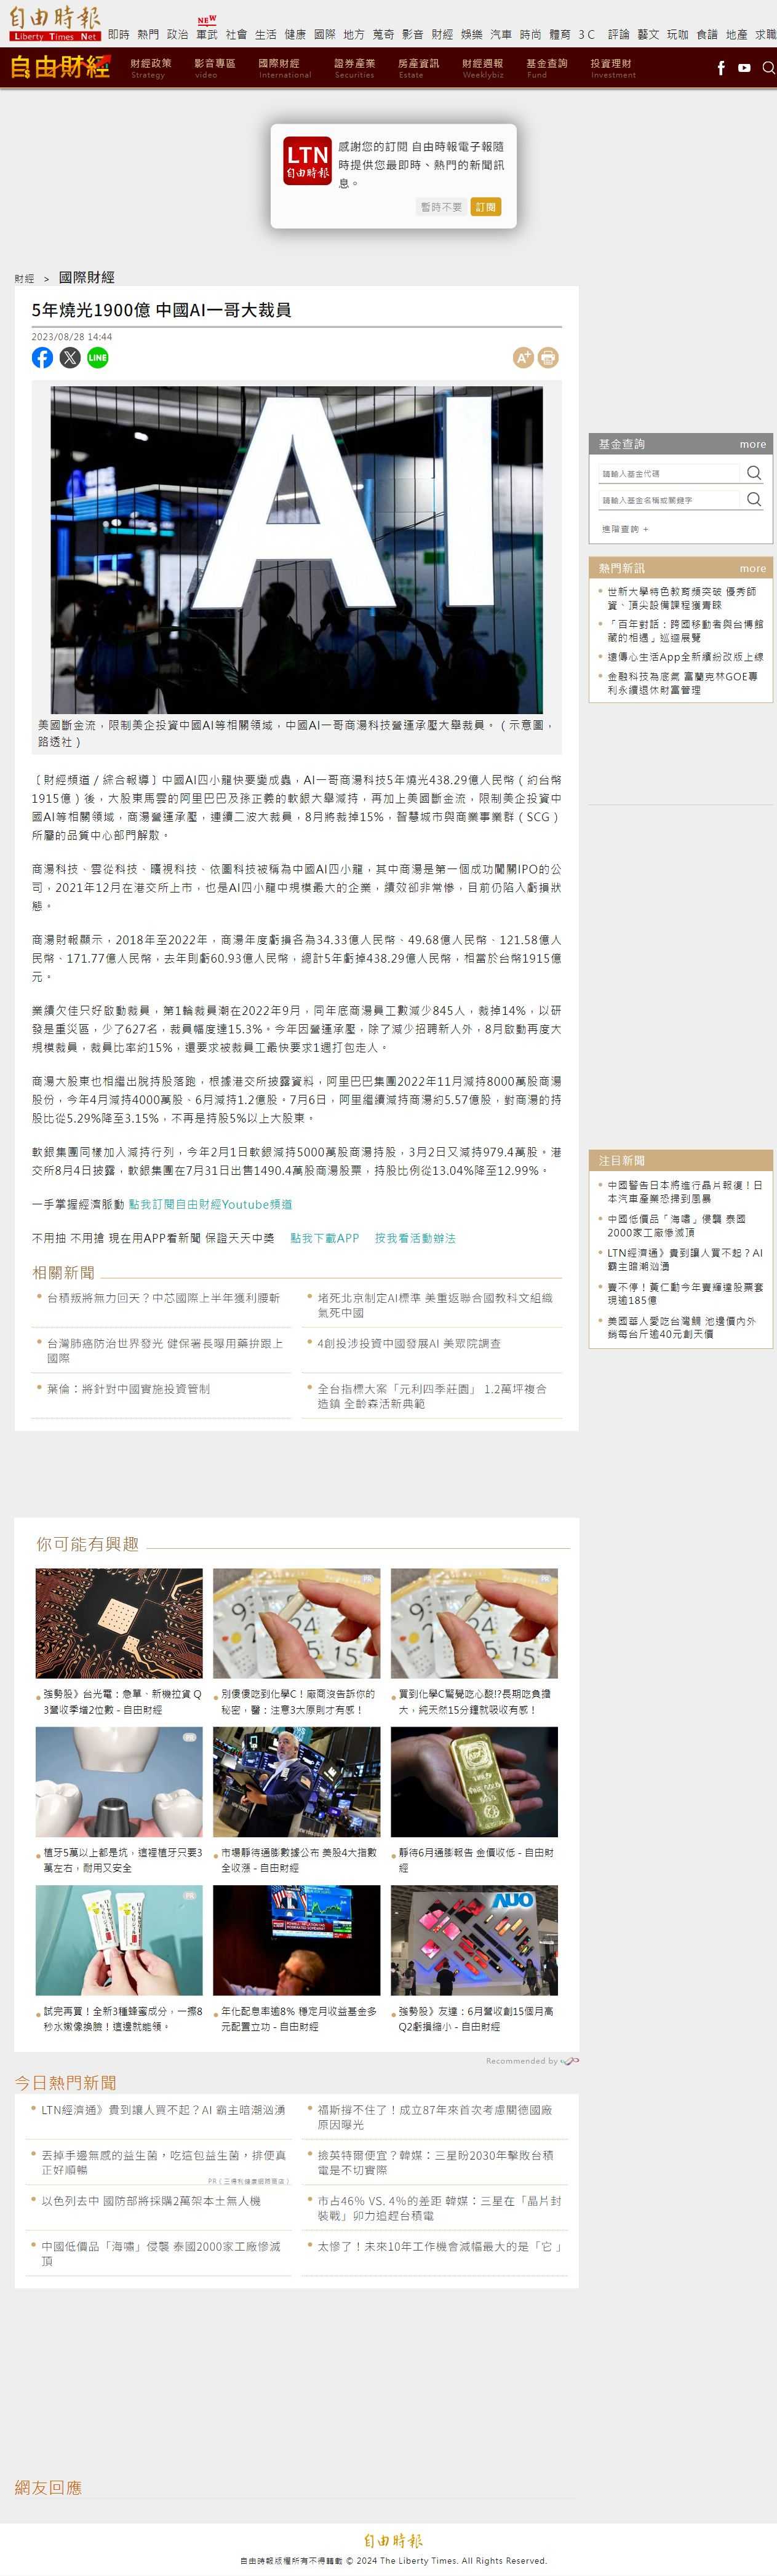 自由時報
Liberty Times Net
即時 熱門 政治 軍武 社會 生活 健康 國際 地方 蒐奇 影音 財經 娛樂 汽車 時尚 體育 3C 評論 藝文 玩咖 食譜 地產 求職
NEW
自由財經
財經政策 影音專區 國際財經 證券產業 房產資訊 財經週報 基金查詢 投資理財
Strategy video International Securities Estate Weeklybiz Fund Investment
LTN
自由時報
感謝您的訂閱 自由時報電子報隨
時提供您最即時、熱門的新聞訊
息。
暫時不要 訂閱
財經 > 國際財經
5年燒光1900億 中國AI一哥大裁員
2023/08/28 14:44
LINE
A+
AI
美國斷金流，限制美企投資中國AI等相關領域，中國AI一哥商湯科技營運承壓大舉裁員。（示意圖，
路透社）
〔財經頻道／綜合報導〕中國AI四小龍快要變成蟲，AI一哥商湯科技5年燒光438.29億人民幣（約台幣
1915億）後，大股東馬雲的阿里巴巴及孫正義的軟銀大舉減持，再加上美國斷金流，限制美企投資中
國AI等相關領域，商湯營運承壓，連續二波大裁員，8月將裁掉15%，智慧城市與商業事業群（SCG）
所屬的品質中心部門解散。
商湯科技、雲從科技、曠視科技、依圖科技被稱為中國AI四小龍，其中商湯是第一個成功闖關IPO的公
司，2021年12月在港交所上市，也是AI四小龍中規模最大的企業，績效卻非常慘，目前仍陷入虧損狀
態。
商湯財報顯示，2018年至2022年，商湯年度虧損各為34.33億人民幣、49.68億人民幣、121.58億人
民幣、171.77億人民幣，去年則虧60.93億人民幣，總計5年虧掉438.29億人民幣，相當於台幣1915億
元。
業績欠佳只好啟動裁員，第1輪裁員潮在2022年9月，同年底商湯員工數減少845人，裁掉14%，以研
發是重災區，少了627名，裁員幅度達15.3%。今年因營運承壓，除了減少招聘新人外，8月啟動再度大
規模裁員，裁員比率約15%，還要求被裁員工最快要求1週打包走人。
商湯大股東也相繼出脫持股落跑，根據港交所披露資料，阿里巴巴集團2022年11月減持8000萬股商湯
股份，今年4月減持4000萬股、6月減持1.2億股。7月6日，阿里繼續減持商湯約5.57億股，對商湯的持
股比從5.29%降至3.15%，不再是持股5%以上大股東。
軟銀集團同樣加入減持行列，今年2月1日軟銀減持5000萬股商湯持股，3月2日又減持979.4萬股。港
交所8月4日披露，軟銀集團在7月31日出售1490.4萬股商湯股票，持股比例從13.04%降至12.99%。
一手掌握經濟脈動 點我訂閱自由財經Youtube頻道
不用抽 不用搶 現在用APP看新聞 保證天天中獎 點我下載APP 按我看活動辦法
相關新聞
台積叛將無力回天？中芯國際上半年獲利腰斬
堵死北京制定AI標準 美重返聯合國教科文組織
氣死中國
台灣肺癌防治世界發光 健保署長曝用藥拚跟上
國際
4創投涉投資中國發展AI 美眾院調查
葉倫：將針對中國實施投資管制
全台指標大案「元利四季莊園」 1.2萬坪複合
造鎮 全齡森活新典範
基金查詢 more
請輸入基金代碼
請輸入基金名稱或關鍵字
進階查詢 +
熱門新訊 more
世新大學特色教育頻突破 優秀師
資、頂尖設備課程獲青睞
「百年對話：跨國移動者與台博館
藏的相遇」巡迴展覽
遠傳心生活App全新繽紛改版上線
金融科技為底氣 富蘭克林GOE專
利永續退休財富管理
注目新聞
中國警告日本將進行晶片報復！日
本汽車產業恐掃到風暴
中國低價品「海嘯」侵襲 泰國
2000家工廠慘滅頂
LTN經濟通》貴到讓人買不起？AI
霸主暗潮洶湧
賣不停！黃仁勳今年賣輝達股票套
現逾185億
美國華人愛吃台灣鯛 池邊價內外
銷每台斤逾40元創天價
你可能有興趣
強勢股》台光電：急單、新機拉貨 Q
3營收季增2位數 - 自由財經
PR
別傻傻吃到化學C！廠商沒告訴你的
秘密，醫：注意3大原則才有感！
PR
買到化學C驚覺吃心酸!?長期吃負擔
大，純天然15分鐘就吸收有感！
PR
植牙5萬以上都是坑，這裡植牙只要3
萬左右，耐用又安全
市場靜待通膨數據公布 美股4大指數
全收漲 - 自由財經
靜待6月通膨報告 金價收低 - 自由財
經
PR
試完再買！全新3種蜂蜜成分，一擦8
秒水嫩像換臉！這邊就能領。
年化配息率逾8% 穩定月收益基金多
元配置立功 - 自由財經
AUO
強勢股》友達：6月營收創15個月高
Q2虧損縮小 - 自由財經
Recommended by
今日熱門新聞
LTN經濟通》貴到讓人買不起？AI 霸主暗潮洶湧
福斯撐不住了！成立87年來首次考慮關德國廠
原因曝光
丟掉手邊無感的益生菌，吃這包益生菌，排便真
正好順暢
撿英特爾便宜？韓媒：三星盼2030年擊敗台積
電是不切實際
以色列去中 國防部將採購2萬架本土無人機
市占46% VS. 4%的差距 韓媒：三星在「晶片封
裝戰」卯力追趕台積電
中國低價品「海嘯」侵襲 泰國2000家工廠慘滅
頂
太慘了！未來10年工作機會減幅最大的是「它」
網友回應
自由時報
自由時報版權所有不得轉載 © 2024 The Liberty Times. All Rights Reserved.